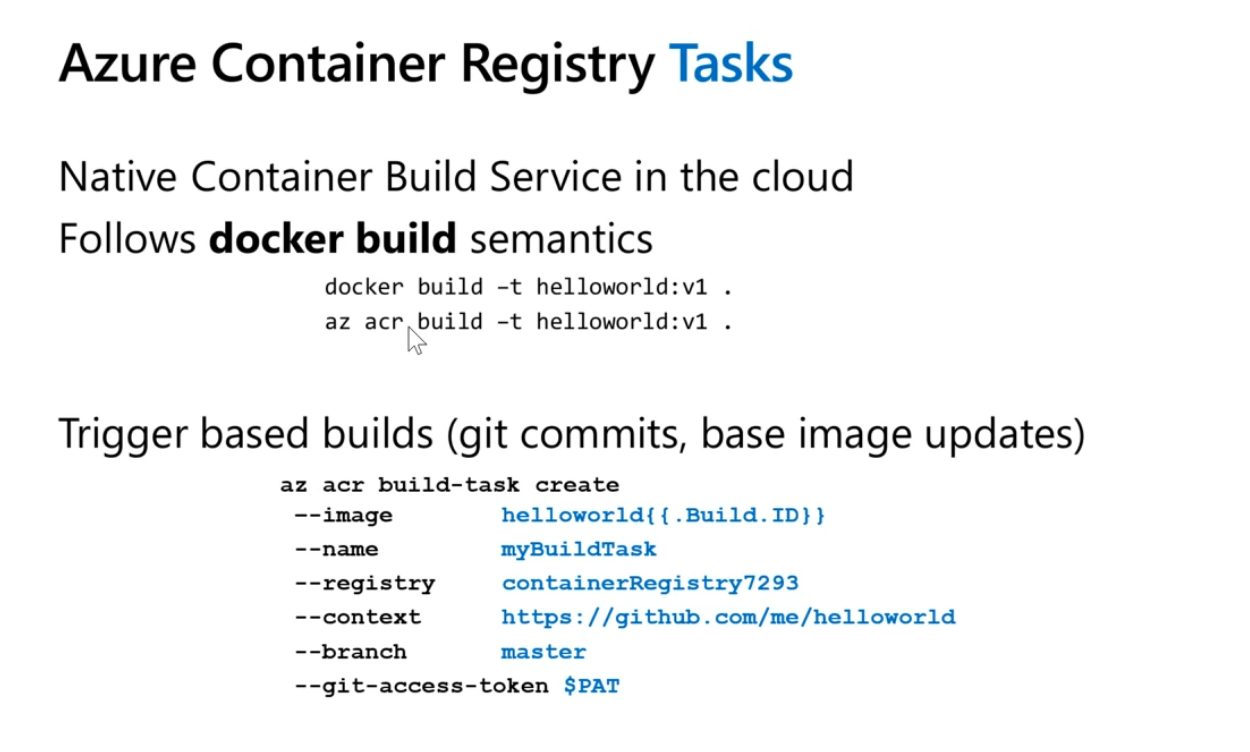 Azure Container Registry Tasks
Native Container Build Service in the cloud
Follows docker build semantics
docker build –t helloworld:v1 .
az acr build –t helloworld:v1 .
Trigger based builds (git commits, base image updates)
az acr build-task create
--image helloworld{{.Build.ID}}
--name myBuildTask
--registry containerRegistry7293
--context https://github.com/me/helloworld
--branch master
--git-access-token $PAT